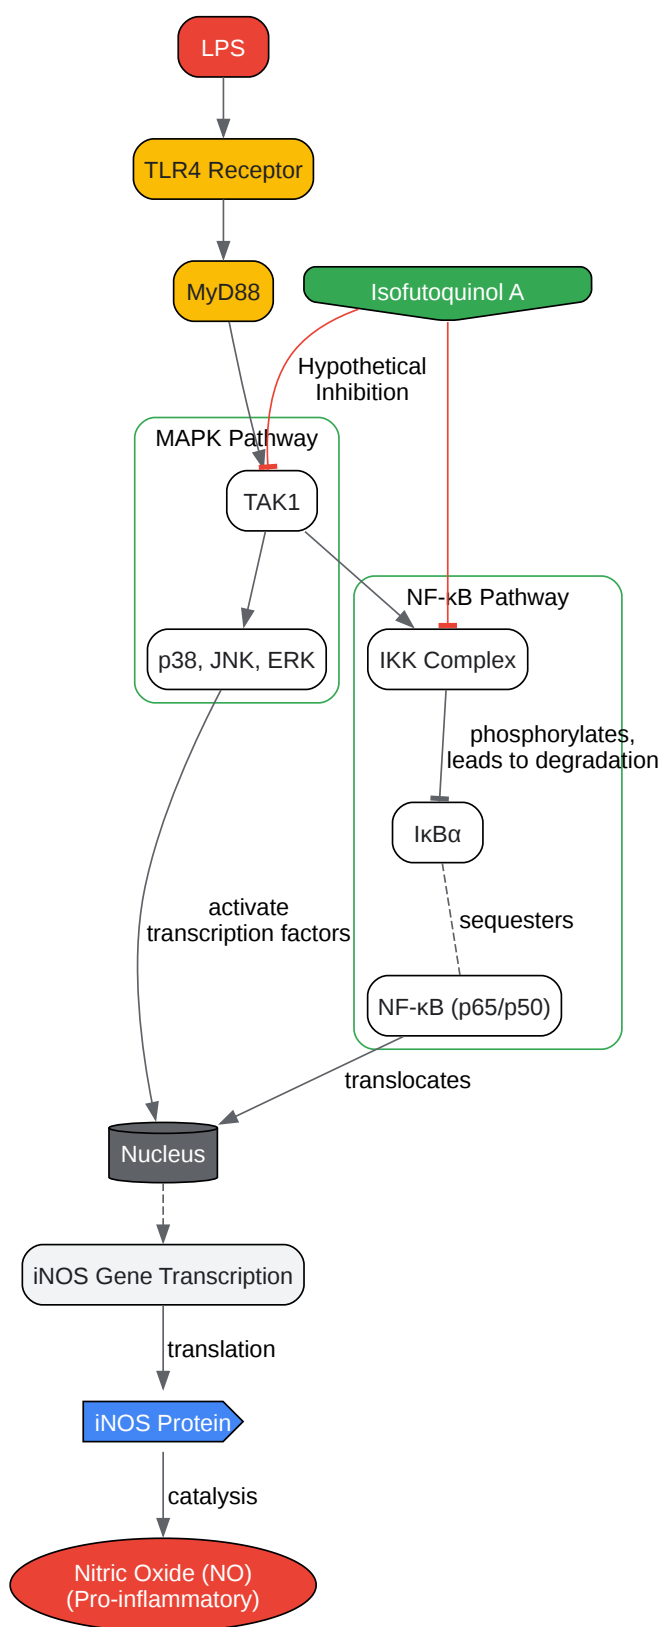 LPS
TLR4 Receptor
MyD88
Isofutoquinol A
Hypothetical
Inhibition
MAPK Pathway
TAK1
NF-κB Pathway
p38, JNK, ERK
IKK Complex
phosphorylates,
leads to degradation
IκBα
activate
transcription factors
sequesters
NF-κB (p65/p50)
translocates
Nucleus
iNOS Gene Transcription
translation
iNOS Protein
catalysis
Nitric Oxide (NO)
(Pro-inflammatory)